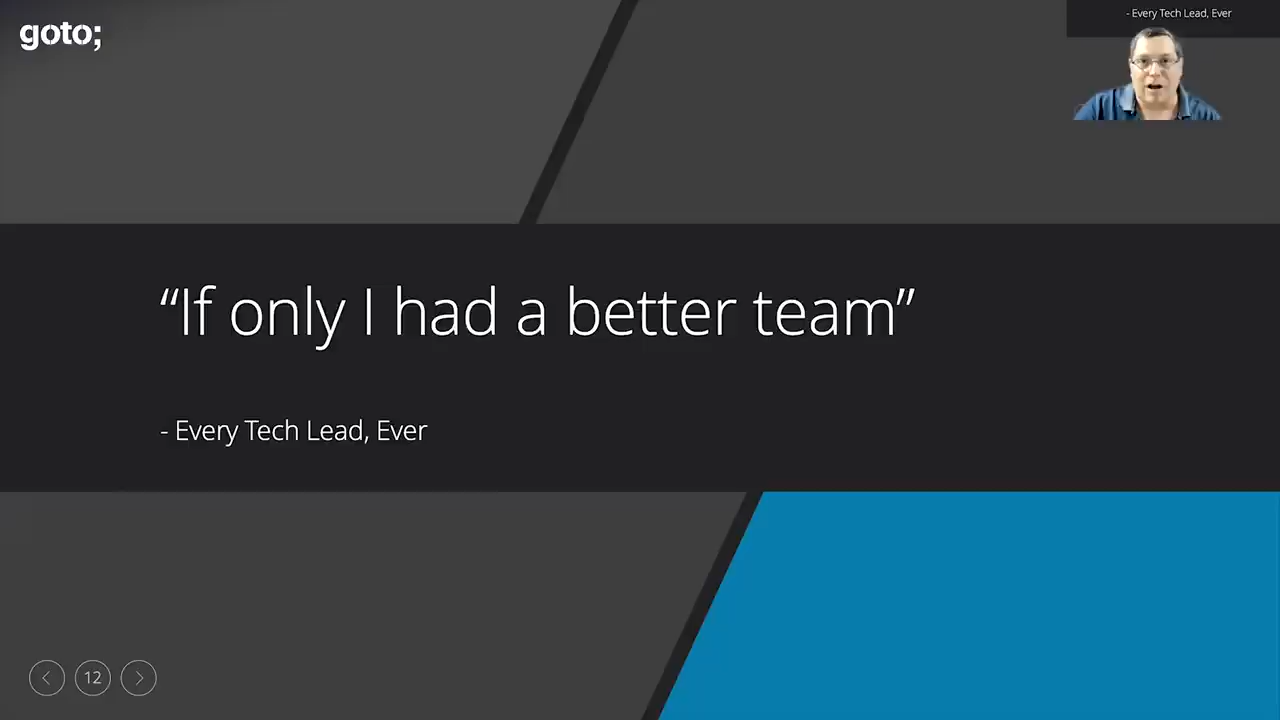 goto;
- Every Tech Lead, Ever
“If only I had a better team”
- Every Tech Lead, Ever
12